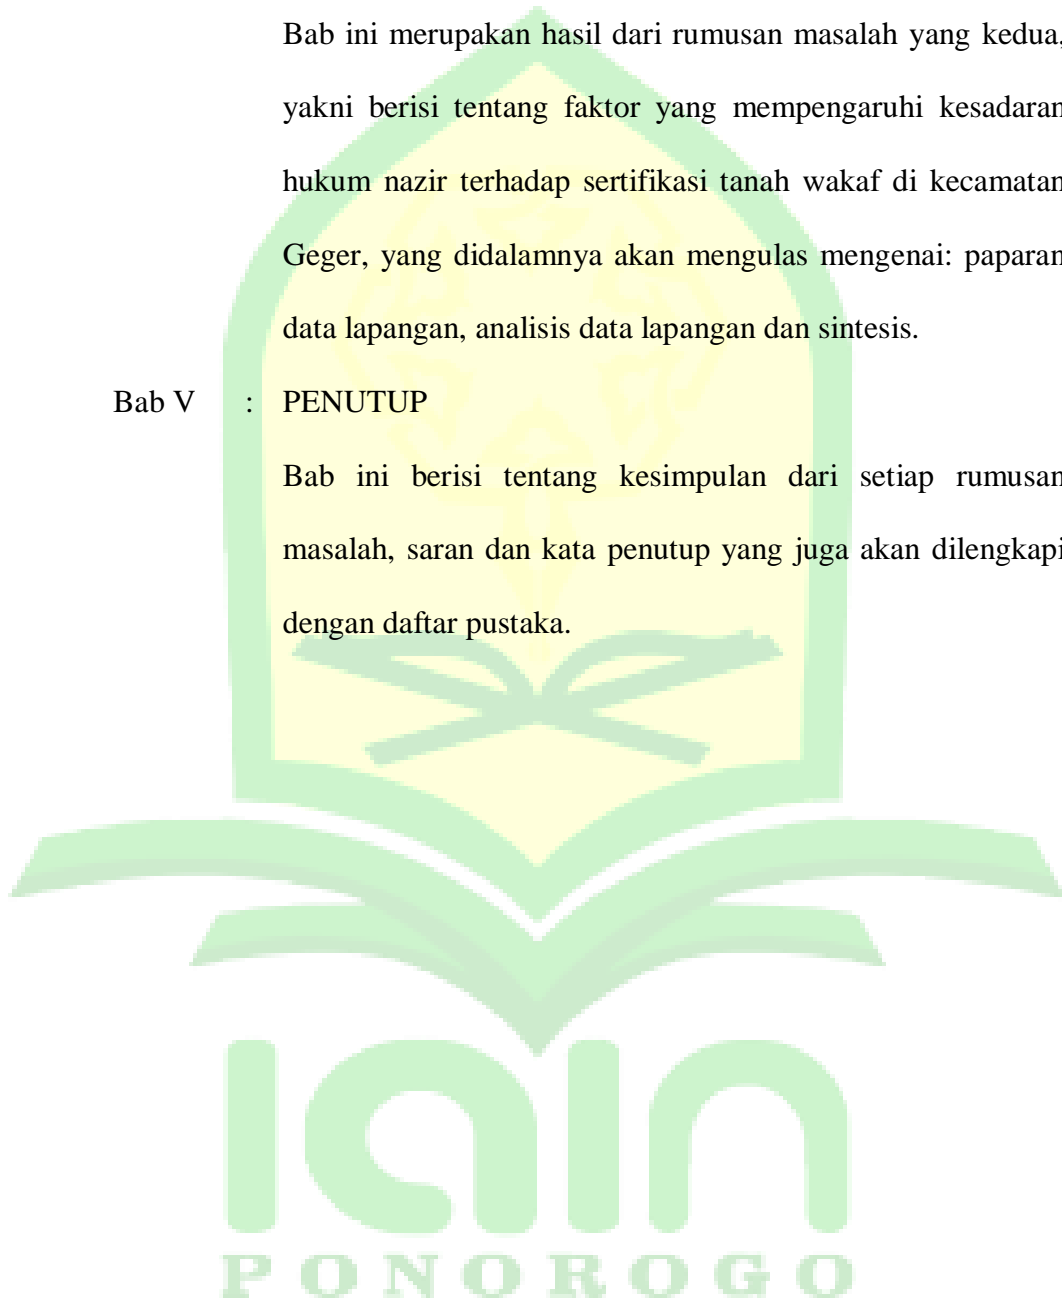 Bab ini merupakan hasil dari rumusan masalah yang kedua,
yakni berisi tentang faktor yang mempengaruhi kesadaran
hukum nazir terhadap sertifikasi tanah wakaf di kecamatan
Geger, yang didalamnya akan mengulas mengenai: paparan
data lapangan, analisis data lapangan dan sintesis.
Bab V : PENUTUP
Bab ini berisi tentang kesimpulan dari setiap rumusan
masalah, saran dan kata penutup yang juga akan dilengkapi
dengan daftar pustaka.
iain
PONOROGO